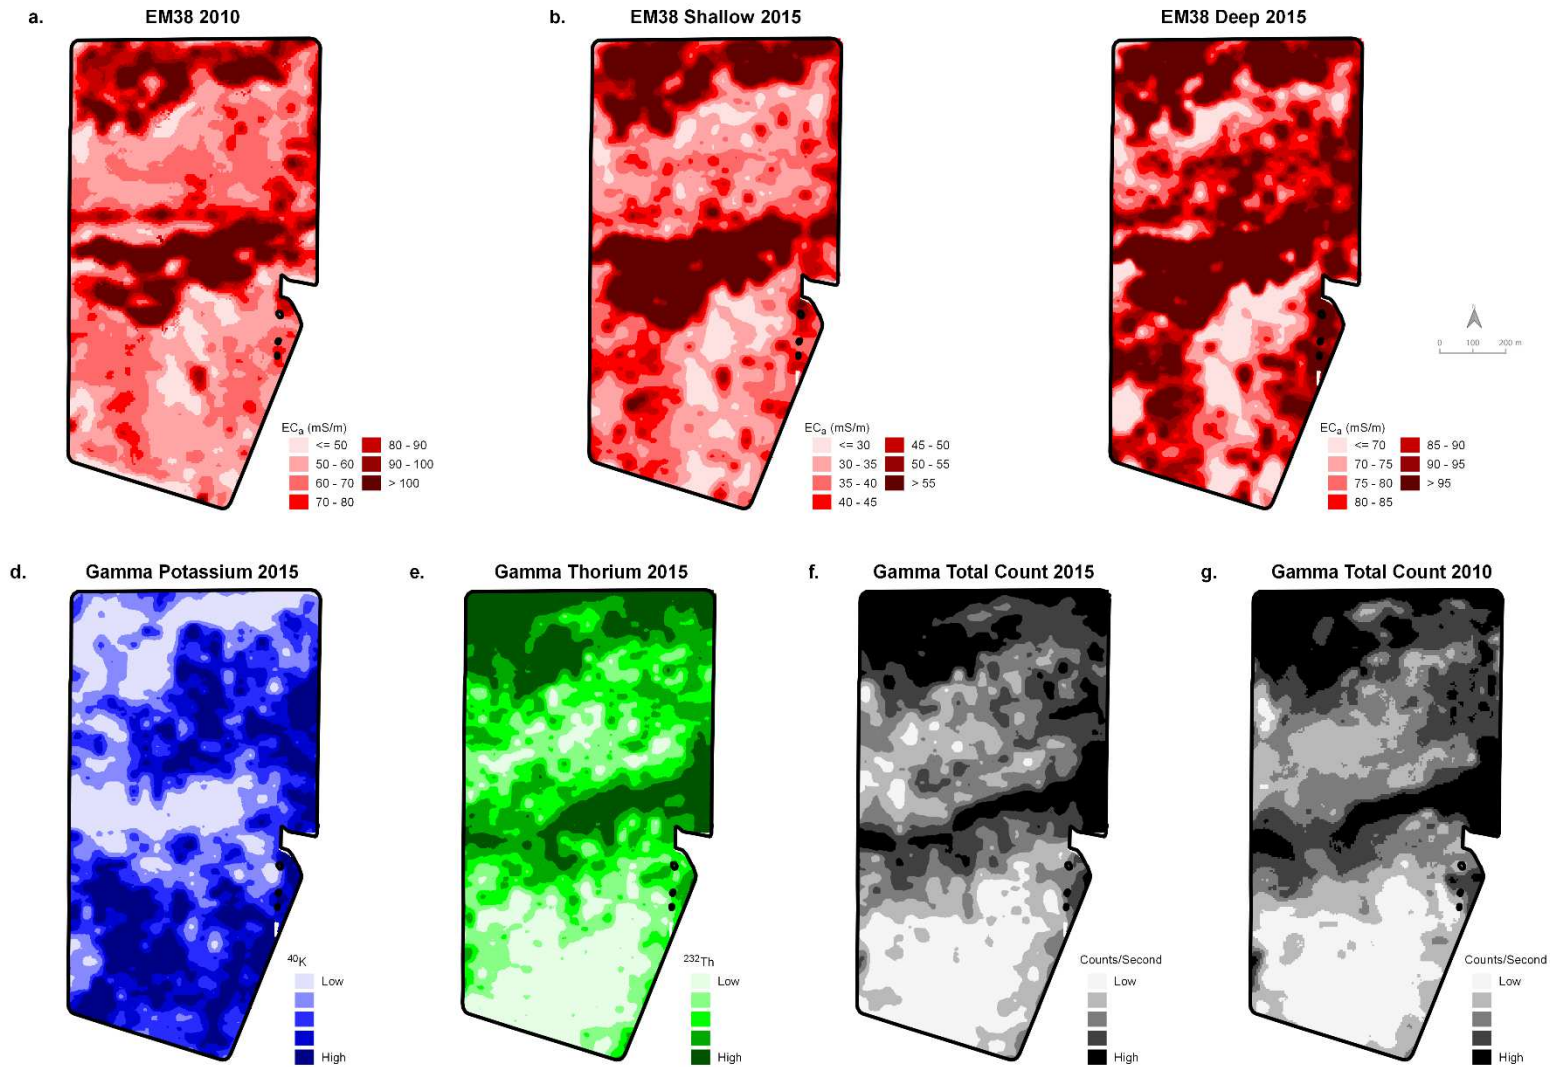 a. EM38 2010
b. EM38 Shallow 2015
EM38 Deep 2015
ECa (mS/m)
<= 50 80 - 90
50 - 60 90 - 100
60 - 70 > 100
70 - 80
ECa (mS/m)
<= 30 45 - 50
30 - 35 50 - 55
35 - 40 > 55
40 - 45
ECa (mS/m)
<= 70 85 - 90
70 - 75 90 - 95
75 - 80 > 95
80 - 85
0 100 200 m
d. Gamma Potassium 2015
e. Gamma Thorium 2015
f. Gamma Total Count 2015
g. Gamma Total Count 2010
40K
Low
High
232Th
Low
High
Counts/Second
Low
High
Counts/Second
Low
High